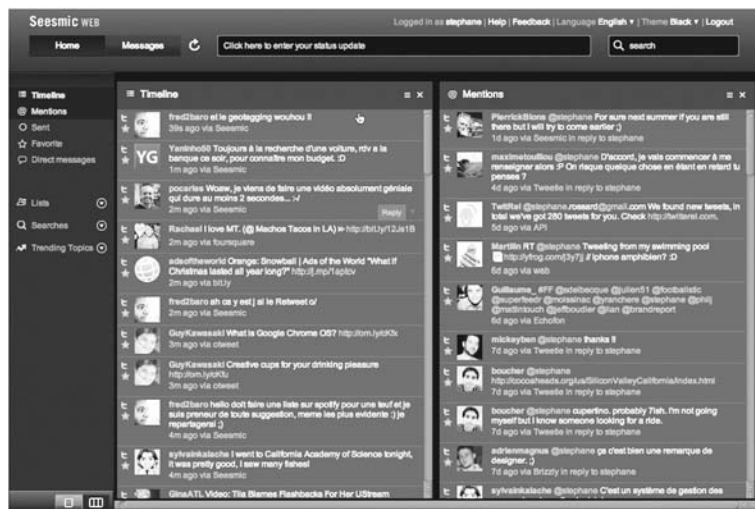 Seesmic WEB
Logged in as stephane | Help | Feedback | Language English ▾ | Theme Black ▾ | Logout
Home
Messages
Click here to enter your status update
search
Timeline
Mentions
Sent
Favorite
Direct messages
Lists
Searches
Trending Topics
Timeline
fred2baro et le geotagging wouhou !!
39s ago via Seesmic
Yaninho50 Toujours à la recherche d'une voiture, rdv a la
banque ce soir, pour connaître mon budget. :D
1m ago via Seesmic
pocarles Woaw, je viens de faire une vidéo absolument géniale
qui dure au moins 2 secondes... :-/
2m ago via Seesmic
Reply
Rachael I love MT. (@ Machos Tacos in LA) http://bit.ly/12Js1B
2m ago via foursquare
adsoftheworld Orange: Snowball | Ads of the World "What if
Christmas lasted all year long?" http://j.mp/1aptcv
2m ago via bit.ly
fred2baro ah ca y est j ai le Retweet o/
2m ago via Seesmic
GuyKawasaki What is Google Chrome OS? http://om.ly/cKfx
3m ago via otweet
GuyKawasaki Creative cups for your drinking pleasure
http://om.ly/cKfu
3m ago via otweet
fred2baro hello doit faire une liste sur spotify pour une teuf et je
suis preneur de toute suggestion, meme les plus evidente :) je
repartagerai ;)
4m ago via Seesmic
sylvainkalache I went to California Academy of Science tonight,
it was pretty good, I saw many fishes!
4m ago via Seesmic
GinaATL Video: Tila Blames Flashbacks For Her UStream
Mentions
PierrickBlons @stephane For sure next summer if you are still
there but I will try to come earlier ;)
1d ago via Seesmic in reply to stephane
maximetouillou @stephane D'accord, je vais commencer à me
renseigner alors :P On risque quelque chose en étant en retard tu
penses ?
4d ago via Tweetie in reply to stephane
TwitRel @stephane.rossard@gmail.com We found new tweets, in
total we've got 280 tweets for you. Check http://twitterel.com.
5d ago via API
Martillin RT @stephane Tweeting from my swimming pool
http://yfrog.com/j3y7jj // iphone amphibien? :D
6d ago via web
Guillaume_ #FF @sdelbecque @julien51 @footbalistic
@superfeedr @moissinac @yranchere @stephane @philj
@matlintouch @jeffboudier @lian @brandreport
6d ago via Echofon
mickeyben @stephane thanks !!
7d ago via Tweetie in reply to stephane
boucher @stephane
http://cocoaheads.org/us/SiliconValleyCalifornia/index.html
7d ago via Tweetie in reply to stephane
boucher @stephane cupertino. probably 7ish. I'm not going
myself but I know someone looking for a ride.
7d ago via Tweetie in reply to stephane
adrienmagnus @stephane ça c'est bien une remarque de
designer. ;)
7d ago via Brizzly in reply to stephane
sylvainkalache @stephane C'est un système de gestion des